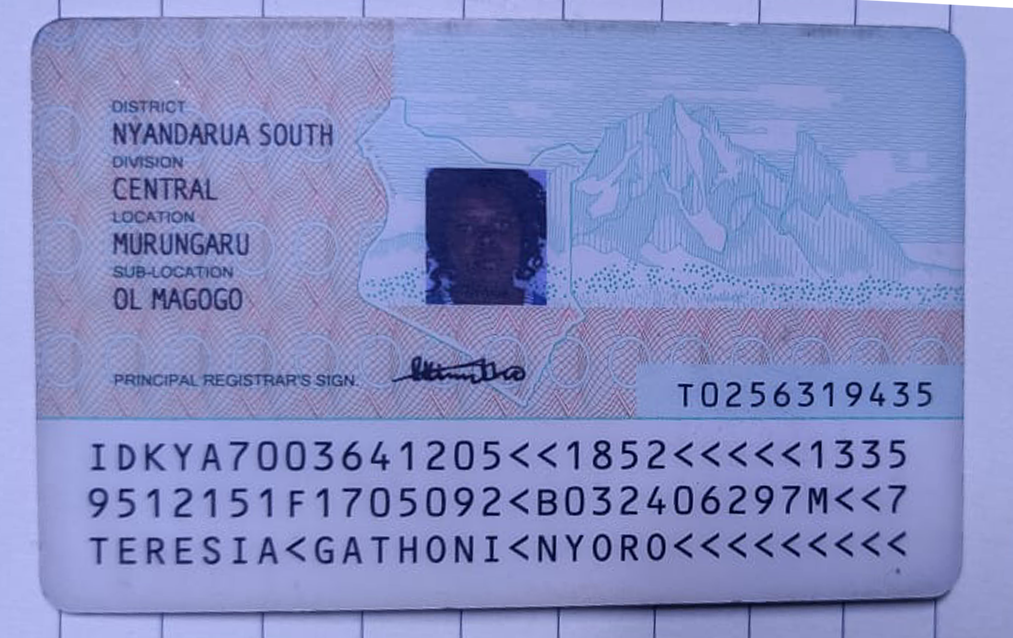 DISTRICT
NYANDARUA SOUTH
DIVISION
CENTRAL
LOCATION
MURUNGARU
SUB-LOCATION
OL MAGOGO
PRINCIPAL REGISTRAR'S SIGN.
T0256319435
IDKYA7003641205<<1852<<<<<1335
9512151F1705092<B032406297M<<7
TERESIA<GATHONI<NYORO<<<<<<<<<